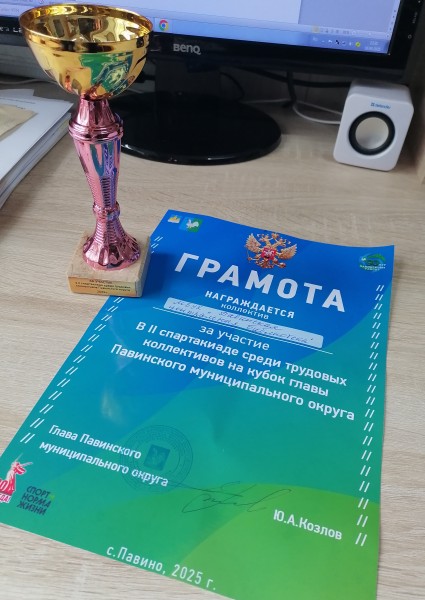 BenQ
ГРАМОТА
НАГРАЖДАЕТСЯ
коллектив
за участие
В II спартакиаде среди трудовых
коллективов на кубок главы
Павинского муниципального округа
Глава Павинского
муниципального округа
Ю.А.Козлов
СПОРТ
НОРМА
ЖИЗНИ
с.Павино, 2025 г.